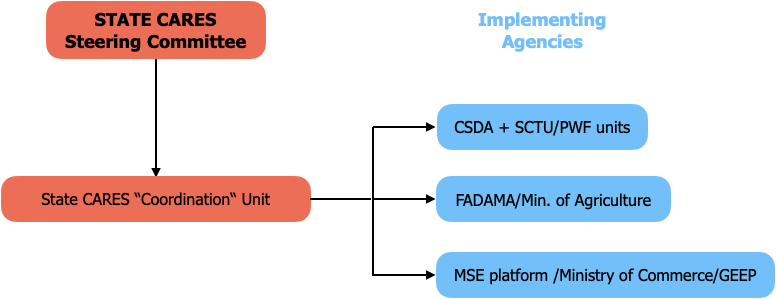 STATE CARES
Steering Committee
Implementing
Agencies
CSDA + SCTU/PWF units
State CARES “Coordination“ Unit
FADAMA/Min. of Agriculture
MSE platform /Ministry of Commerce/GEEP